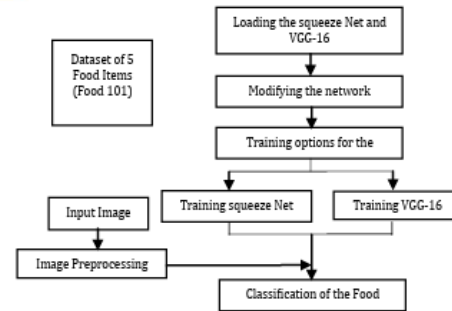 Loading the squeeze Net and
VGG-16
Dataset of 5
Food Items
(Food 101)
Modifying the network
Training options for the
Training squeeze Net
Training VGG-16
Input Image
Image Preprocessing
Classification of the Food